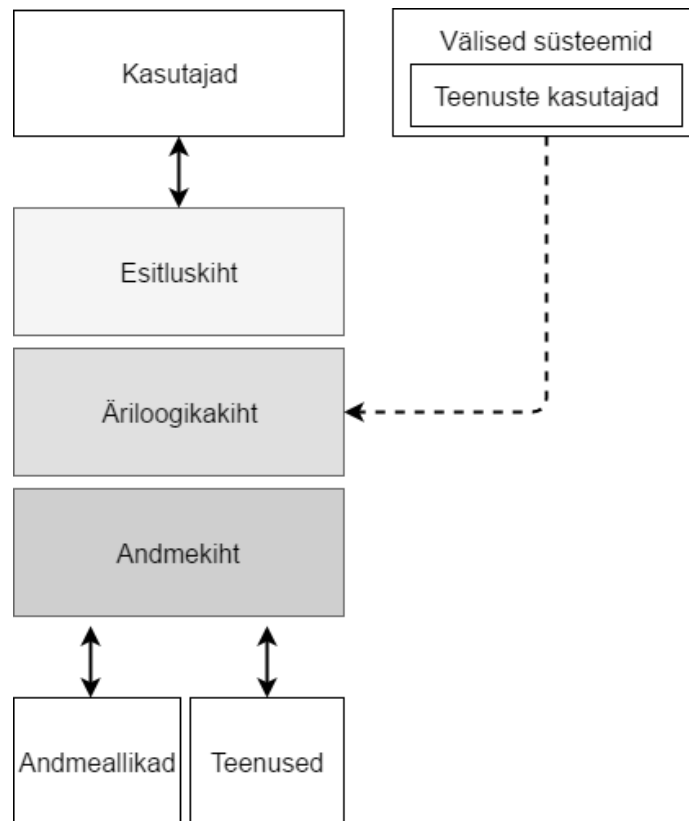 Kasutajad
Välised süsteemid
Teenuste kasutajad
Esitluskiht
Äriloogikakiht
Andmekiht
Andmeallikad
Teenused